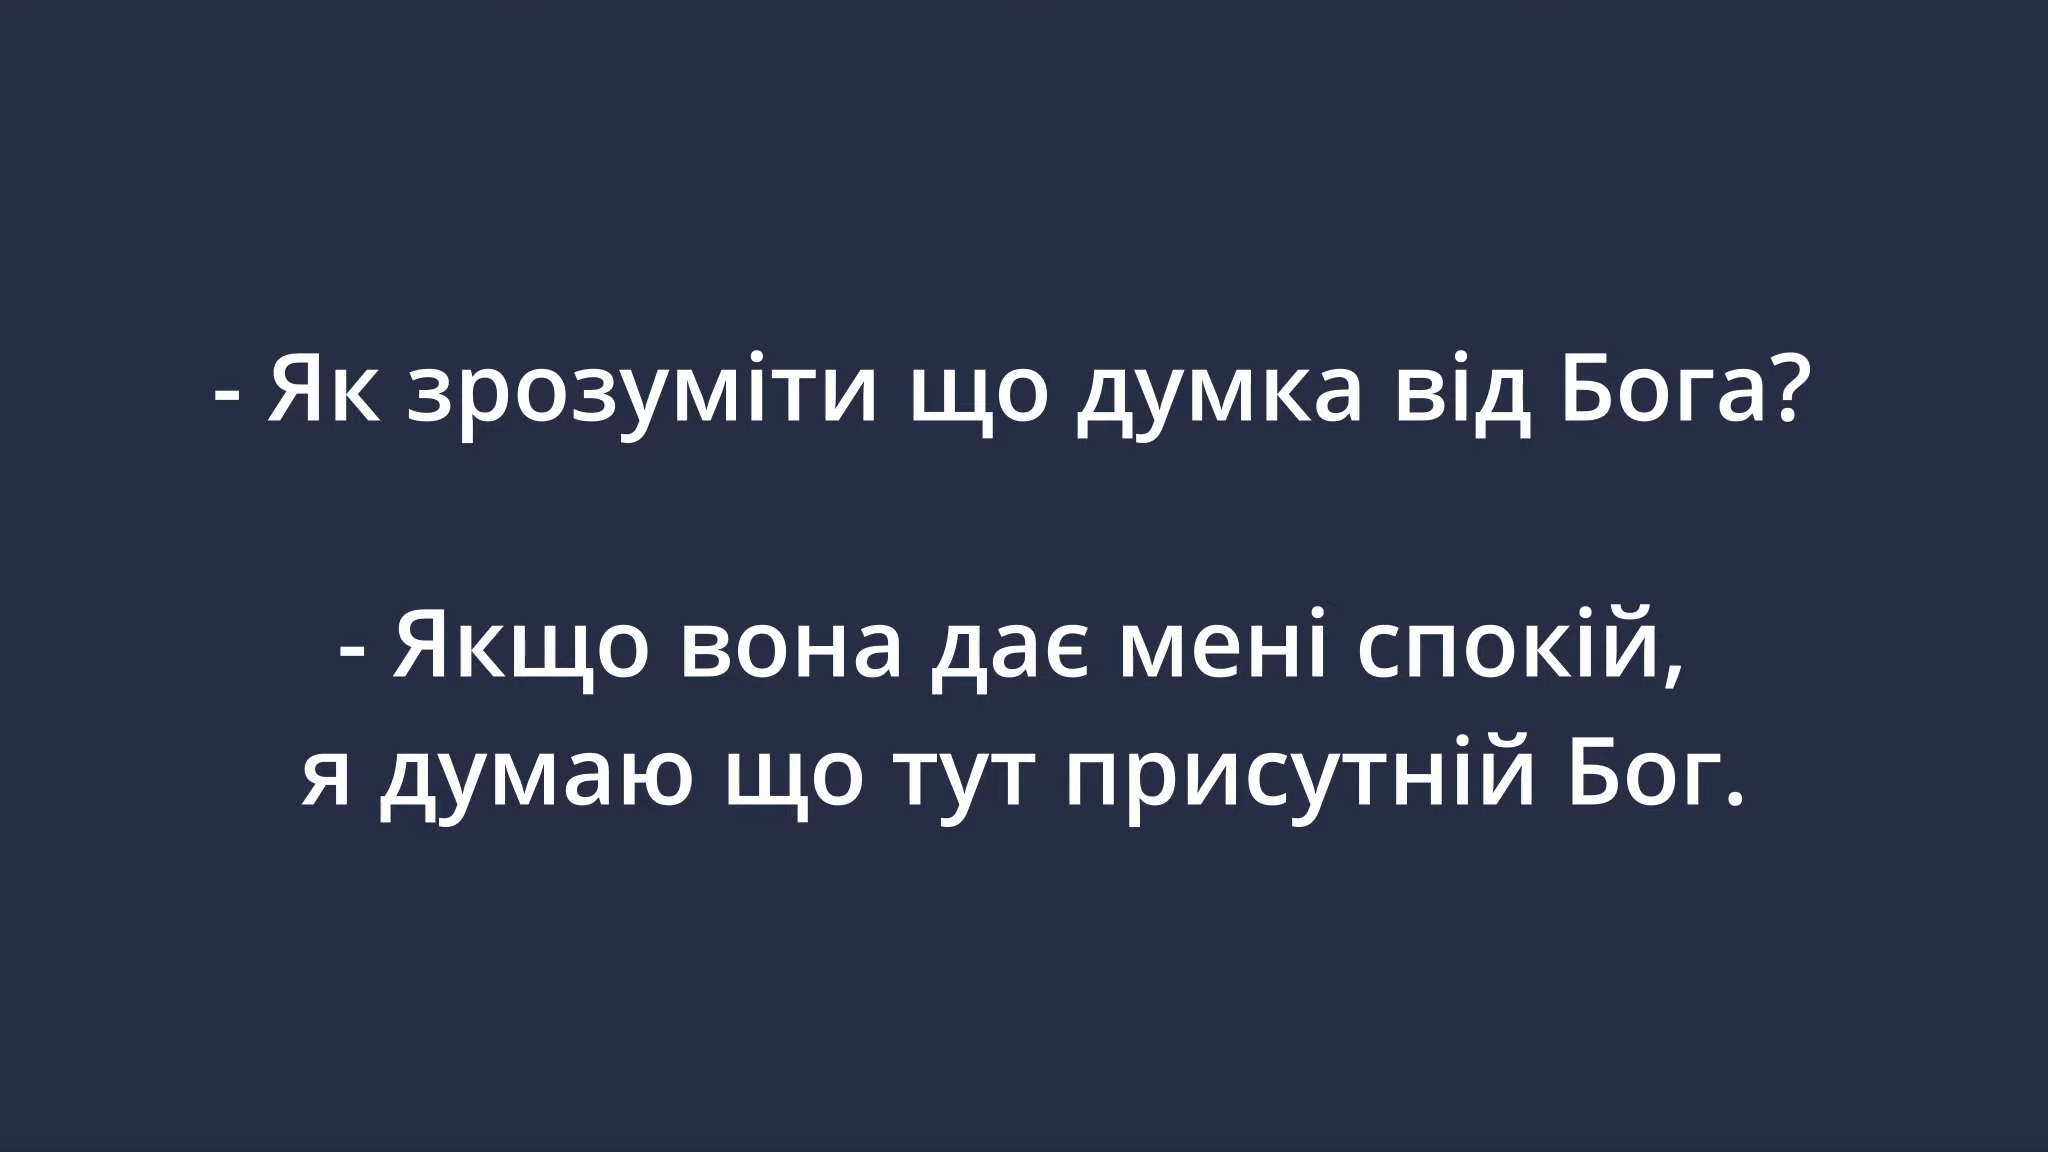 - Як зрозуміти що думка від Бога?
- Якщо вона дає мені спокій,
я думаю що тут присутній Бог.